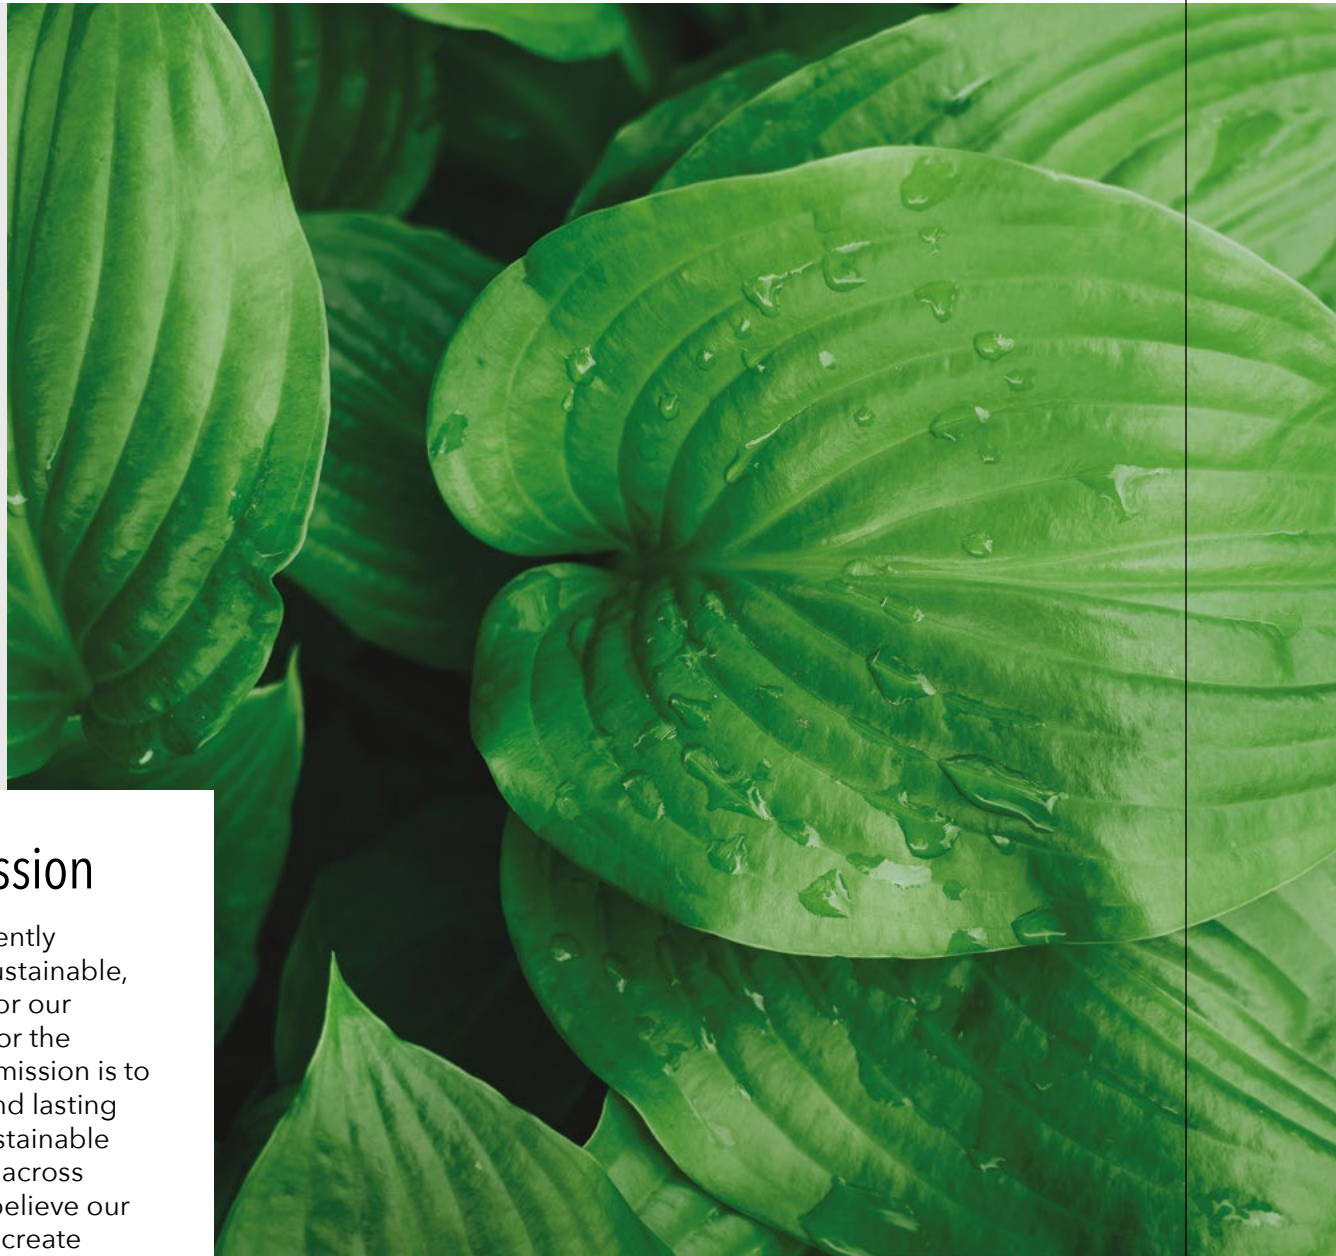 ssion
ently
ustainable,
or our
or the
mission is to
nd lasting
stainable
across
believe our
create